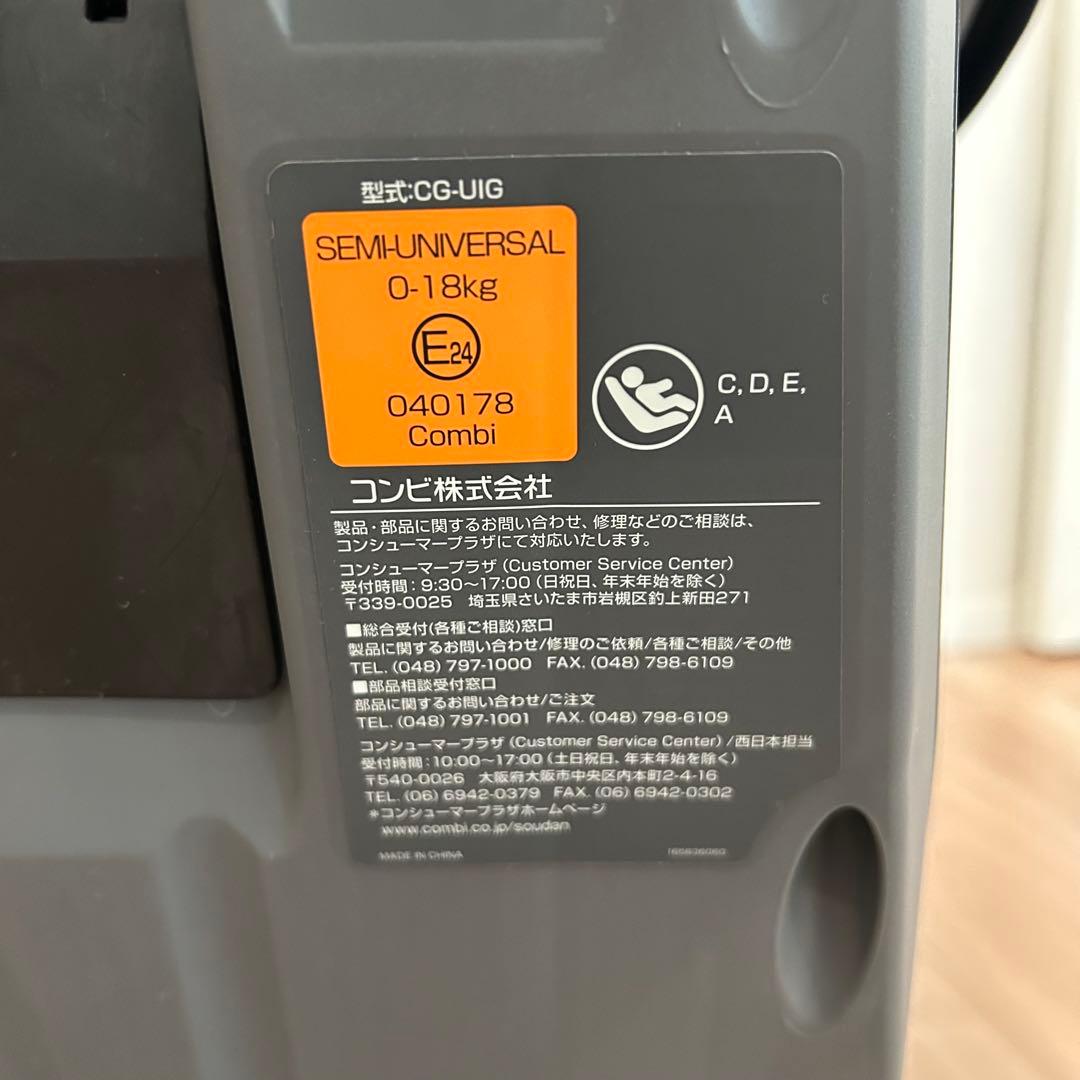 型式:CG-UIG
SEMI-UNIVERSAL
0-18kg
E24
040178
Combi
C, D, E,
A
コンビ株式会社
製品・部品に関するお問い合わせ、修理などのご相談は、
コンシューマープラザにて対応いたします。
コンシューマープラザ (Customer Service Center)
受付時間:9:30〜17:00 (日祝日、年末年始を除く)
〒339-0025 埼玉県さいたま市岩槻区釣上新田271
■総合受付(各種ご相談)窓口
製品に関するお問い合わせ/修理のご依頼/各種ご相談/その他
TEL. (048) 797-1000 FAX. (048) 798-6109
■部品相談受付窓口
部品に関するお問い合わせ/ご注文
TEL. (048) 797-1001 FAX. (048) 798-6109
コンシューマープラザ (Customer Service Center) /西日本担当
受付時間:10:00〜17:00 (土日祝日、年末年始を除く)
〒540-0026 大阪府大阪市中央区内本町2-4-16
TEL. (06) 6942-0379 FAX. (06) 6942-0302
*コンシューマープラザホームページ
www.combi.co.jp/soudan
MADE IN CHINA